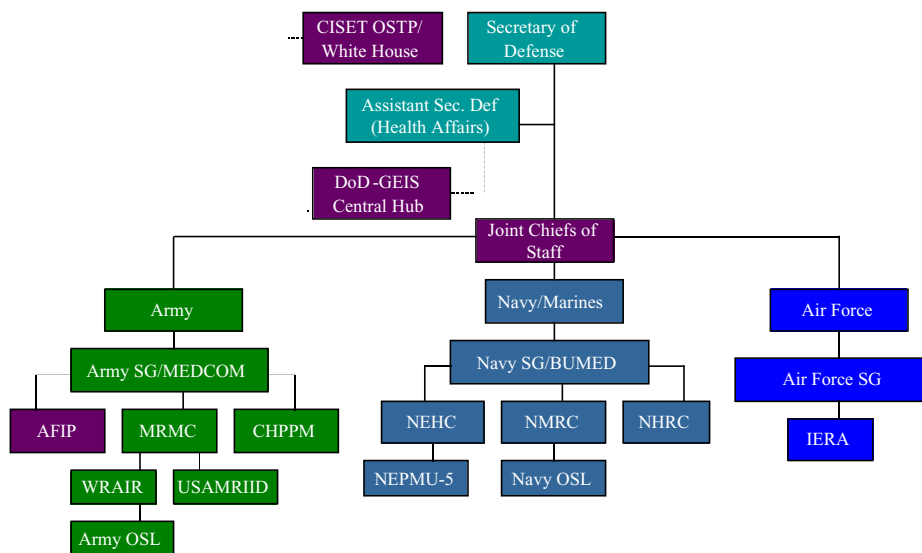 CISET OSTP/
White House
Secretary of
Defense
Assistant Sec. Def
(Health Affairs)
DoD -GEIS
Central Hub
Joint Chiefs of
Staff
Army
Navy/Marines
Air Force
Army SG/MEDCOM
Navy SG/BUMED
Air Force SG
AFIP
MRMC
CHPPM
NEHC
NMRC
NHRC
IERA
WRAIR
USAMRIID
NEPMU-5
Navy OSL
Army OSL